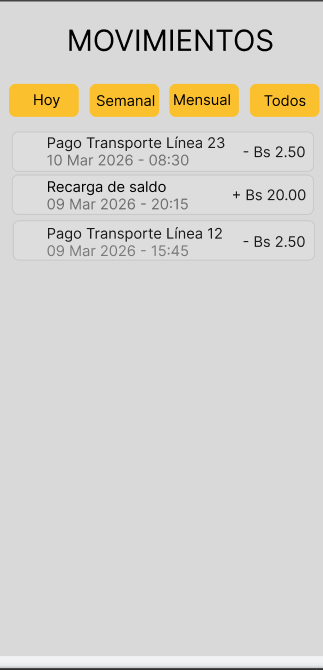 MOVIMIENTOS
Hoy Semanal Mensual Todos
Pago Transporte Línea 23
10 Mar 2026 - 08:30
- Bs 2.50
Recarga de saldo
09 Mar 2026 - 20:15
+ Bs 20.00
Pago Transporte Línea 12
09 Mar 2026 - 15:45
- Bs 2.50